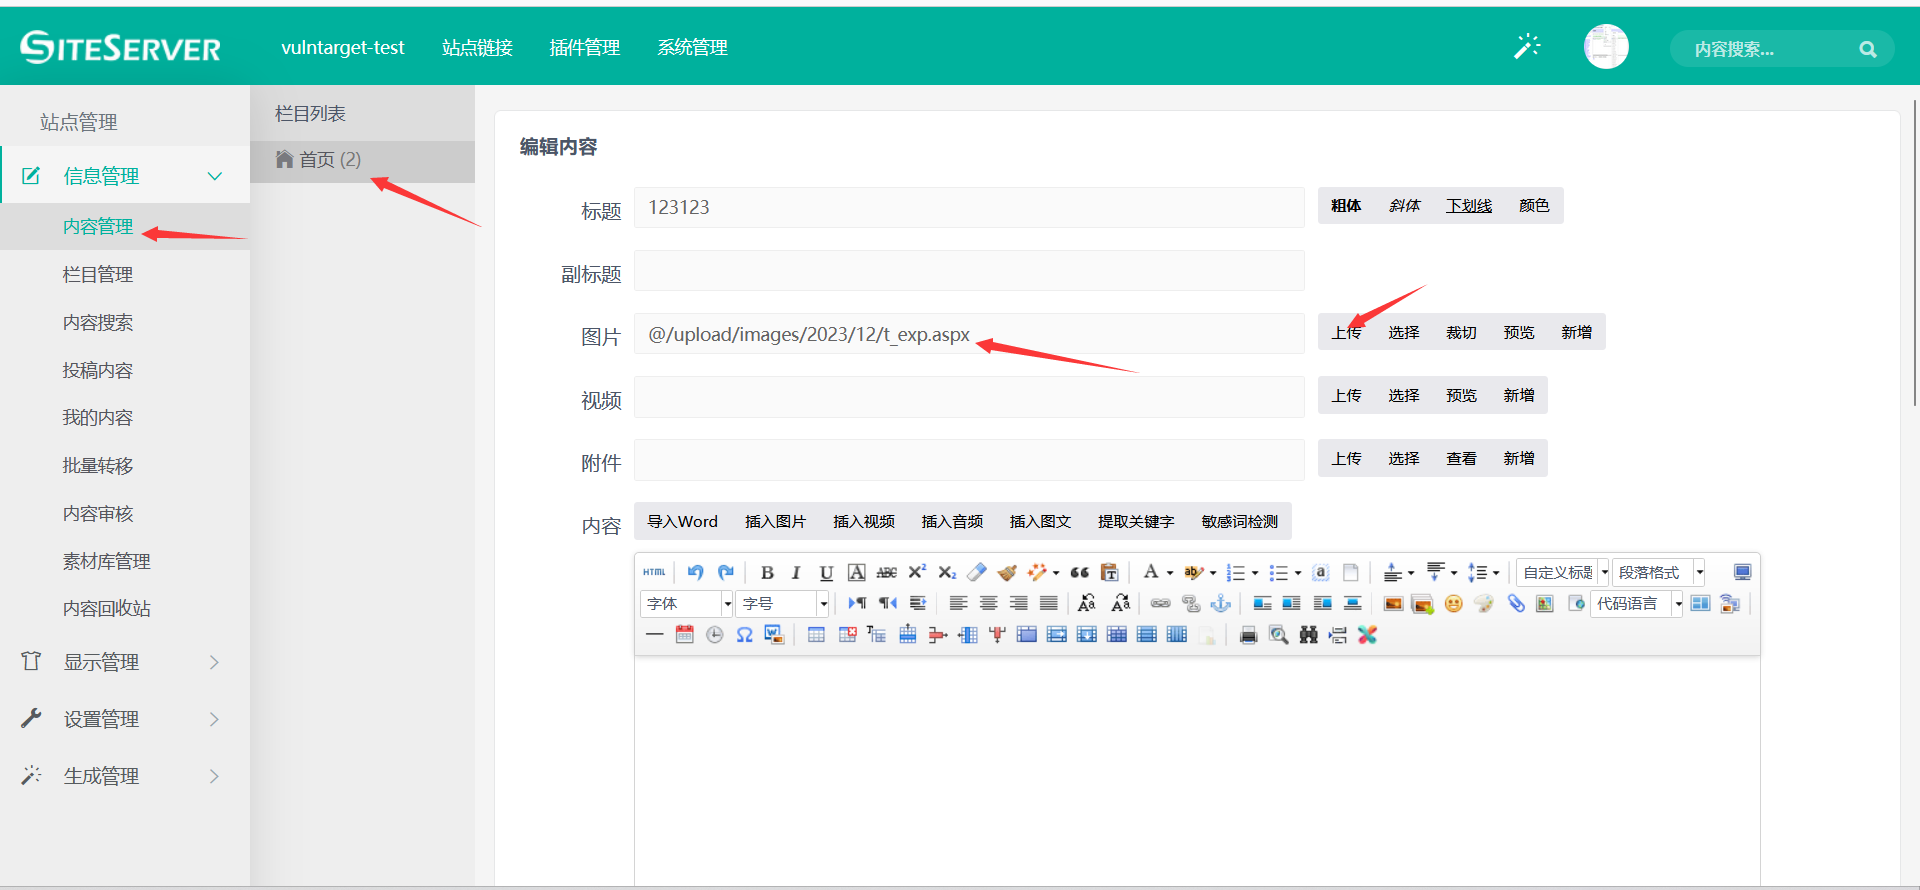 SITESERVER
vulntarget-test 站点链接 插件管理 系统管理
内容搜索...
站点管理
信息管理
内容管理
栏目管理
内容搜索
投稿内容
我的内容
批量转移
内容审核
素材库管理
内容回收站
显示管理
设置管理
生成管理
栏目列表
首页 (2)
编辑内容
标题 123123 粗体 斜体 下划线 颜色
副标题
图片 @/upload/images/2023/12/t_exp.aspx 上传 选择 裁切 预览 新增
视频 上传 选择 预览 新增
附件 上传 选择 查看 新增
内容 导入Word 插入图片 插入视频 插入音频 插入图文 提取关键字 敏感词检测
HTML B I U A ABC X² X₂ A ab a 自定义标题 段落格式
字体 字号 代码语言